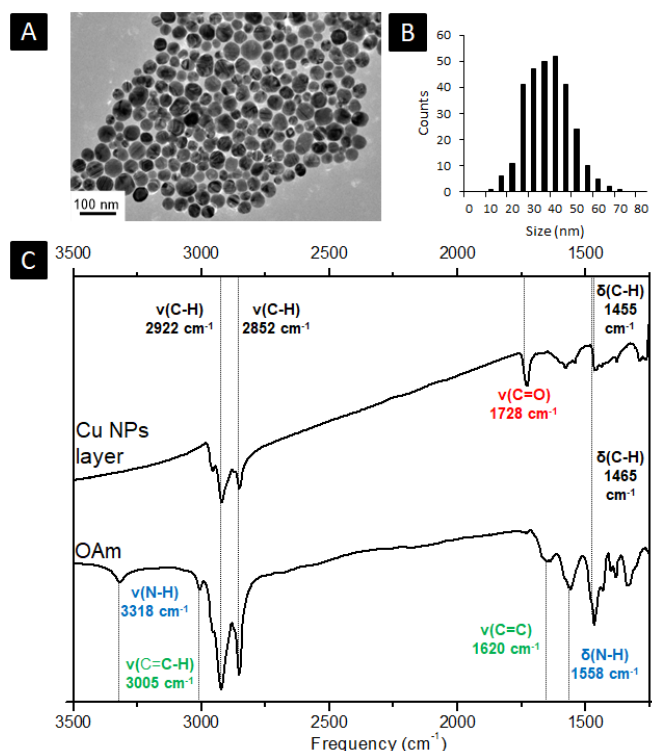 A
100 nm
B
60
50
40
30
20
10
0
Counts
0 10 20 30 40 50 60 70 80
Size (nm)
C
3500 3000 2500 2000 1500
ν(C-H)
2922 cm-1
ν(C-H)
2852 cm-1
δ(C-H)
1455
cm-1
ν(C=O)
1728 cm-1
Cu NPs
layer
δ(C-H)
1465
cm-1
OAm
ν(N-H)
3318 cm-1
ν(C=C-H)
3005 cm-1
ν(C=C)
1620 cm-1
δ(N-H)
1558 cm-1
3500 3000 2500 2000 1500
Frequency (cm-1)